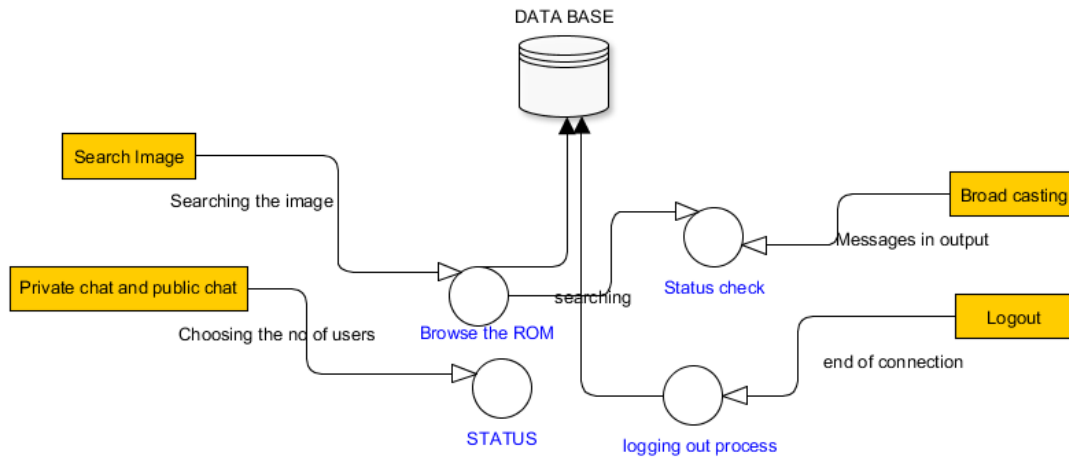 DATA BASE
Search Image
Searching the image
Broad casting
Messages in output
Private chat and public chat
searching
Status check
Choosing the no of users
Browse the ROM
Logout
end of connection
STATUS
logging out process